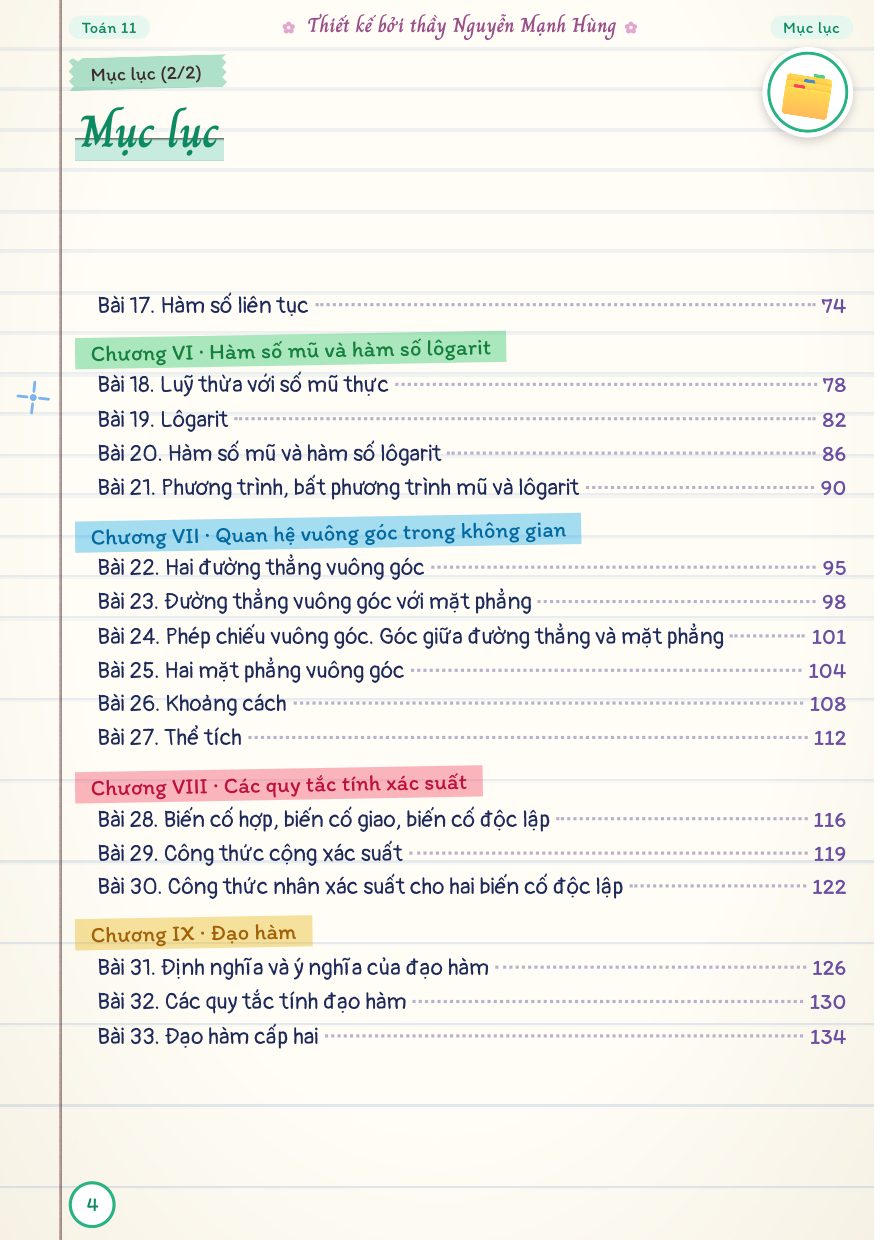 Toán 11
Thiết kế bởi thầy Nguyễn Mạnh Hùng
Mục lục
Mục lục (2/2)
Mục lục
Bài 17. Hàm số liên tục 74
Chương VI · Hàm số mũ và hàm số lôgarit
Bài 18. Luỹ thừa với số mũ thực 78
Bài 19. Lôgarit 82
Bài 20. Hàm số mũ và hàm số lôgarit 86
Bài 21. Phương trình, bất phương trình mũ và lôgarit 90
Chương VII · Quan hệ vuông góc trong không gian
Bài 22. Hai đường thẳng vuông góc 95
Bài 23. Đường thẳng vuông góc với mặt phẳng 98
Bài 24. Phép chiếu vuông góc. Góc giữa đường thẳng và mặt phẳng 101
Bài 25. Hai mặt phẳng vuông góc 104
Bài 26. Khoảng cách 108
Bài 27. Thể tích 112
Chương VIII · Các quy tắc tính xác suất
Bài 28. Biến cố hợp, biến cố giao, biến cố độc lập 116
Bài 29. Công thức cộng xác suất 119
Bài 30. Công thức nhân xác suất cho hai biến cố độc lập 122
Chương IX · Đạo hàm
Bài 31. Định nghĩa và ý nghĩa của đạo hàm 126
Bài 32. Các quy tắc tính đạo hàm 130
Bài 33. Đạo hàm cấp hai 134
4